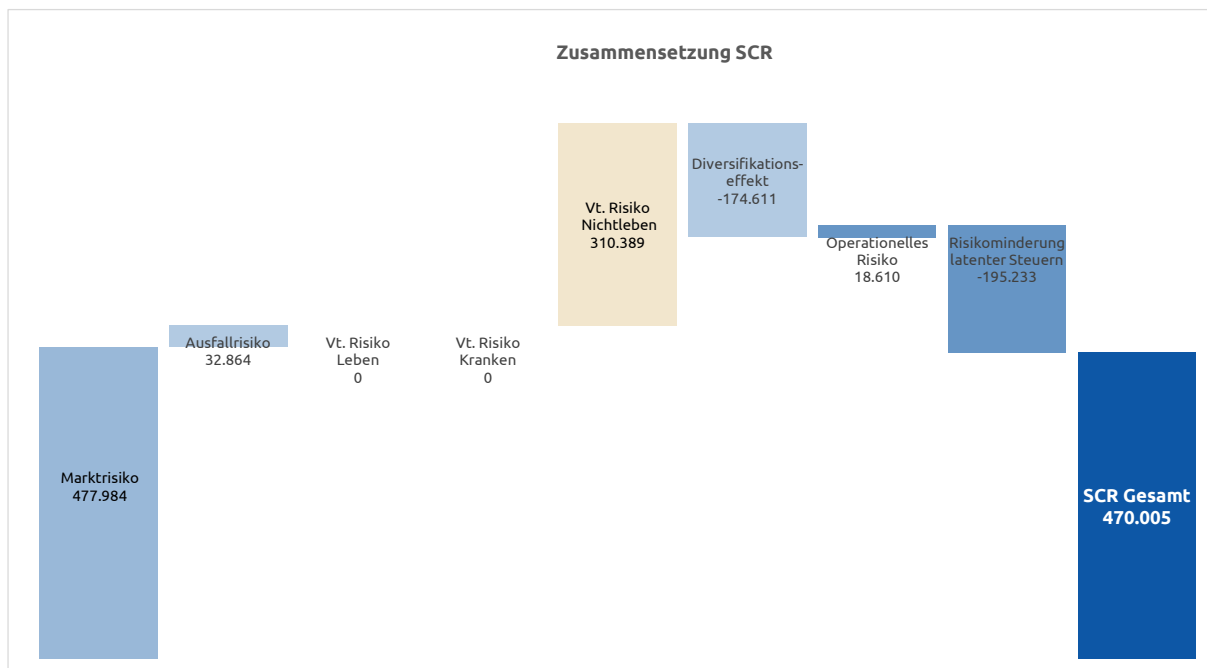 Zusammensetzung SCR
Marktrisiko
477.984
Ausfallrisiko
32.864
Vt. Risiko
Leben
0
Vt. Risiko
Kranken
0
Vt. Risiko
Nichtleben
310.389
Diversifikations-
effekt
-174.611
Operationelles
Risiko
18.610
Risikominderung
latenter Steuern
-195.233
SCR Gesamt
470.005